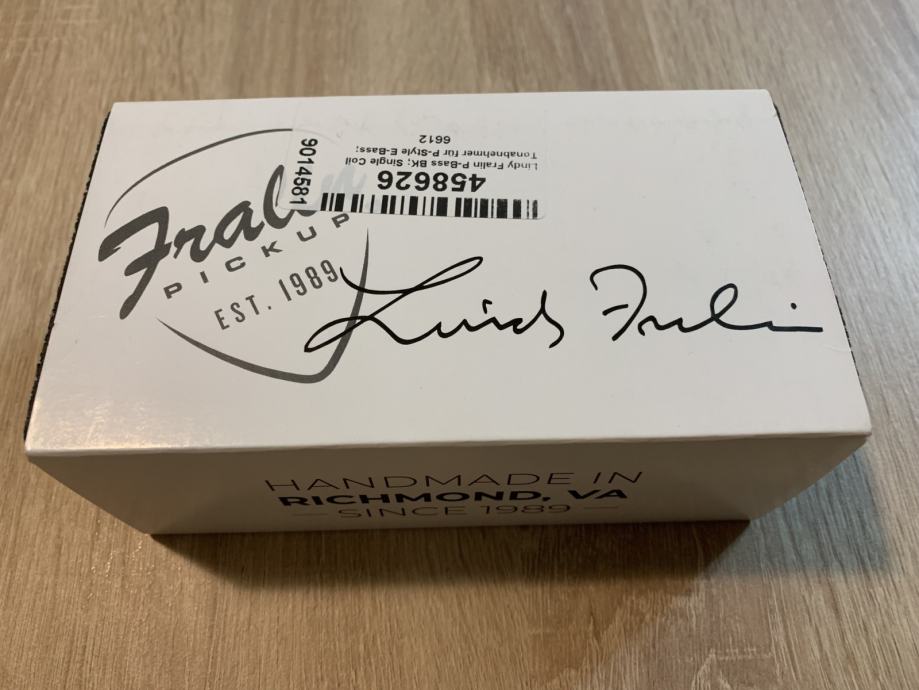 Fralin
PICKUP
EST. 1989
Lindy Fralin
458626
Lindy Fralin P-Bass BK; Single Coil
Tonabnehmer für P-Style E-Bass;
6612
9014581
HANDMADE IN
RICHMOND, VA
— SINCE 1989 —